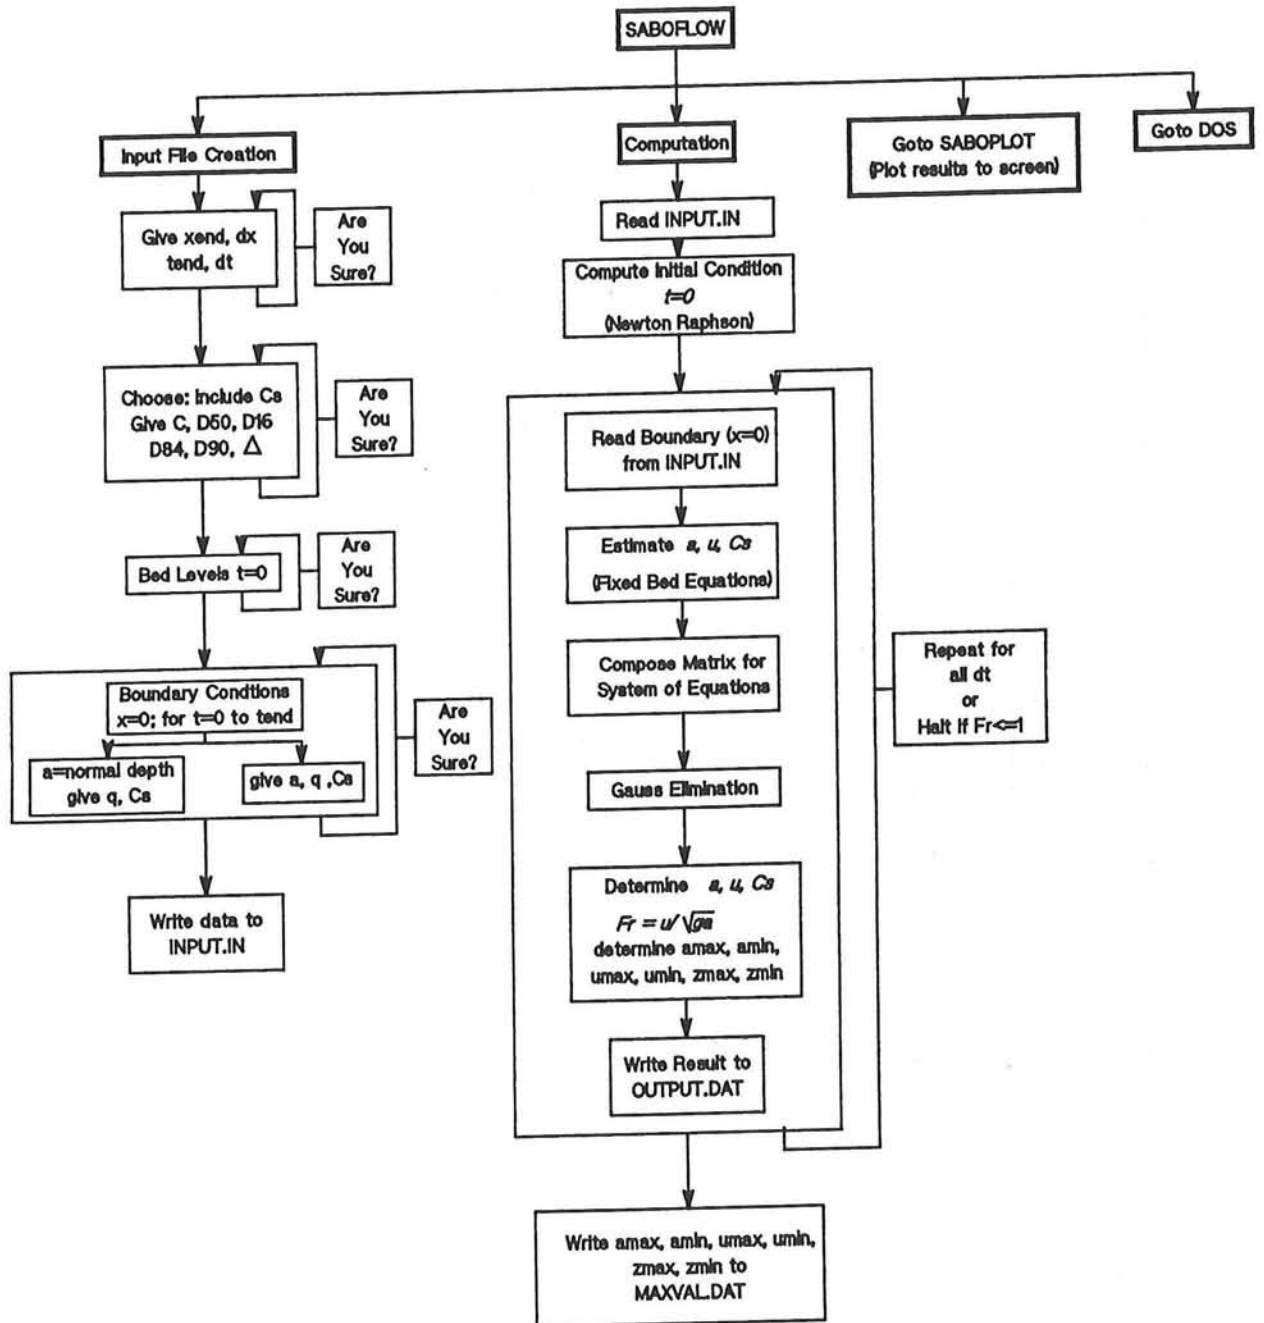 SABOFLOW
Input File Creation
Give xend, dx
tend, dt
Are
You
Sure?
Choose: Include Cs
Give C, D50, D16
D84, D90, Δ
Are
You
Sure?
Bed Levels t=0
Are
You
Sure?
Boundary Condtions
x=0; for t=0 to tend
a=normal depth
give q, Cs
give a, q ,Cs
Are
You
Sure?
Write data to
INPUT.IN
Computation
Read INPUT.IN
Compute Initial Condition
t=0
(Newton Raphson)
Read Boundary (x=0)
from INPUT.IN
Estimate a, u, Cs
(Fixed Bed Equations)
Compose Matrix for
System of Equations
Gauss Elimination
Determine a, u, Cs
Fr = u/√ga
determine amax, amin,
umax, umin, zmax, zmin
Write Result to
OUTPUT.DAT
Repeat for
all dt
or
Halt if Fr<=1
Write amax, amin, umax, umin,
zmax, zmin to
MAXVAL.DAT
Goto SABOPLOT
(Plot results to screen)
Goto DOS